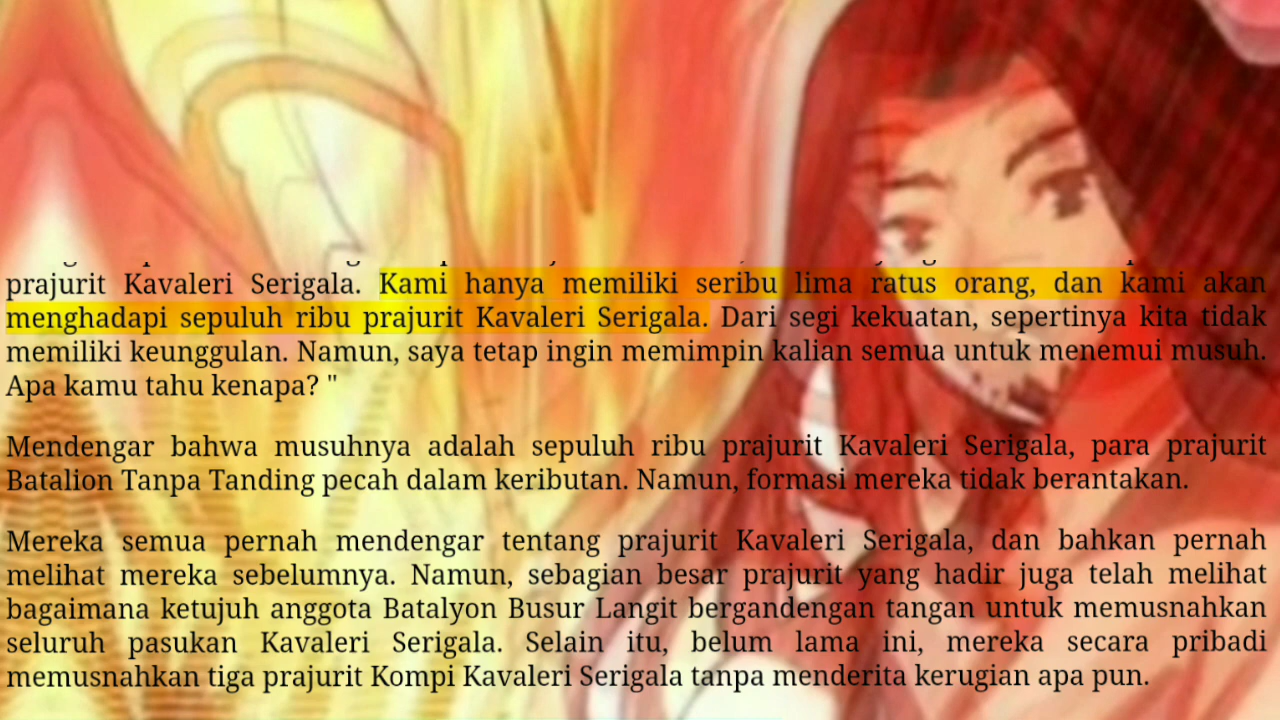 prajurit Kavaleri Serigala. Kami hanya memiliki seribu lima ratus orang, dan kami akan
menghadapi sepuluh ribu prajurit Kavaleri Serigala. Dari segi kekuatan, sepertinya kita tidak
memiliki keunggulan. Namun, saya tetap ingin memimpin kalian semua untuk menemui musuh.
Apa kamu tahu kenapa? "
Mendengar bahwa musuhnya adalah sepuluh ribu prajurit Kavaleri Serigala, para prajurit
Batalion Tanpa Tanding pecah dalam keributan. Namun, formasi mereka tidak berantakan.
Mereka semua pernah mendengar tentang prajurit Kavaleri Serigala, dan bahkan pernah
melihat mereka sebelumnya. Namun, sebagian besar prajurit yang hadir juga telah melihat
bagaimana ketujuh anggota Batalyon Busur Langit bergandengan tangan untuk memusnahkan
seluruh pasukan Kavaleri Serigala. Selain itu, belum lama ini, mereka secara pribadi
memusnahkan tiga prajurit Kompi Kavaleri Serigala tanpa menderita kerugian apa pun.